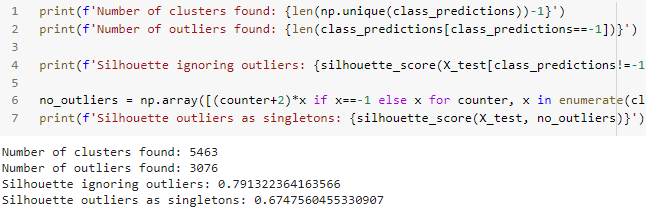 1 print(f'Number of clusters found: {len(np.unique(class_predictions))-1}')
2 print(f'Number of outliers found: {len(class_predictions[class_predictions==-1])}')
3
4 print(f'Silhouette ignoring outliers: {silhouette_score(X_test[class_predictions!=-1
5
6 no_outliers = np.array([(counter+2)*x if x==-1 else x for counter, x in enumerate(cl
7 print(f'Silhouette outliers as singletons: {silhouette_score(X_test, no_outliers)}')
Number of clusters found: 5463
Number of outliers found: 3076
Silhouette ignoring outliers: 0.791322364163566
Silhouette outliers as singletons: 0.6747560455330907